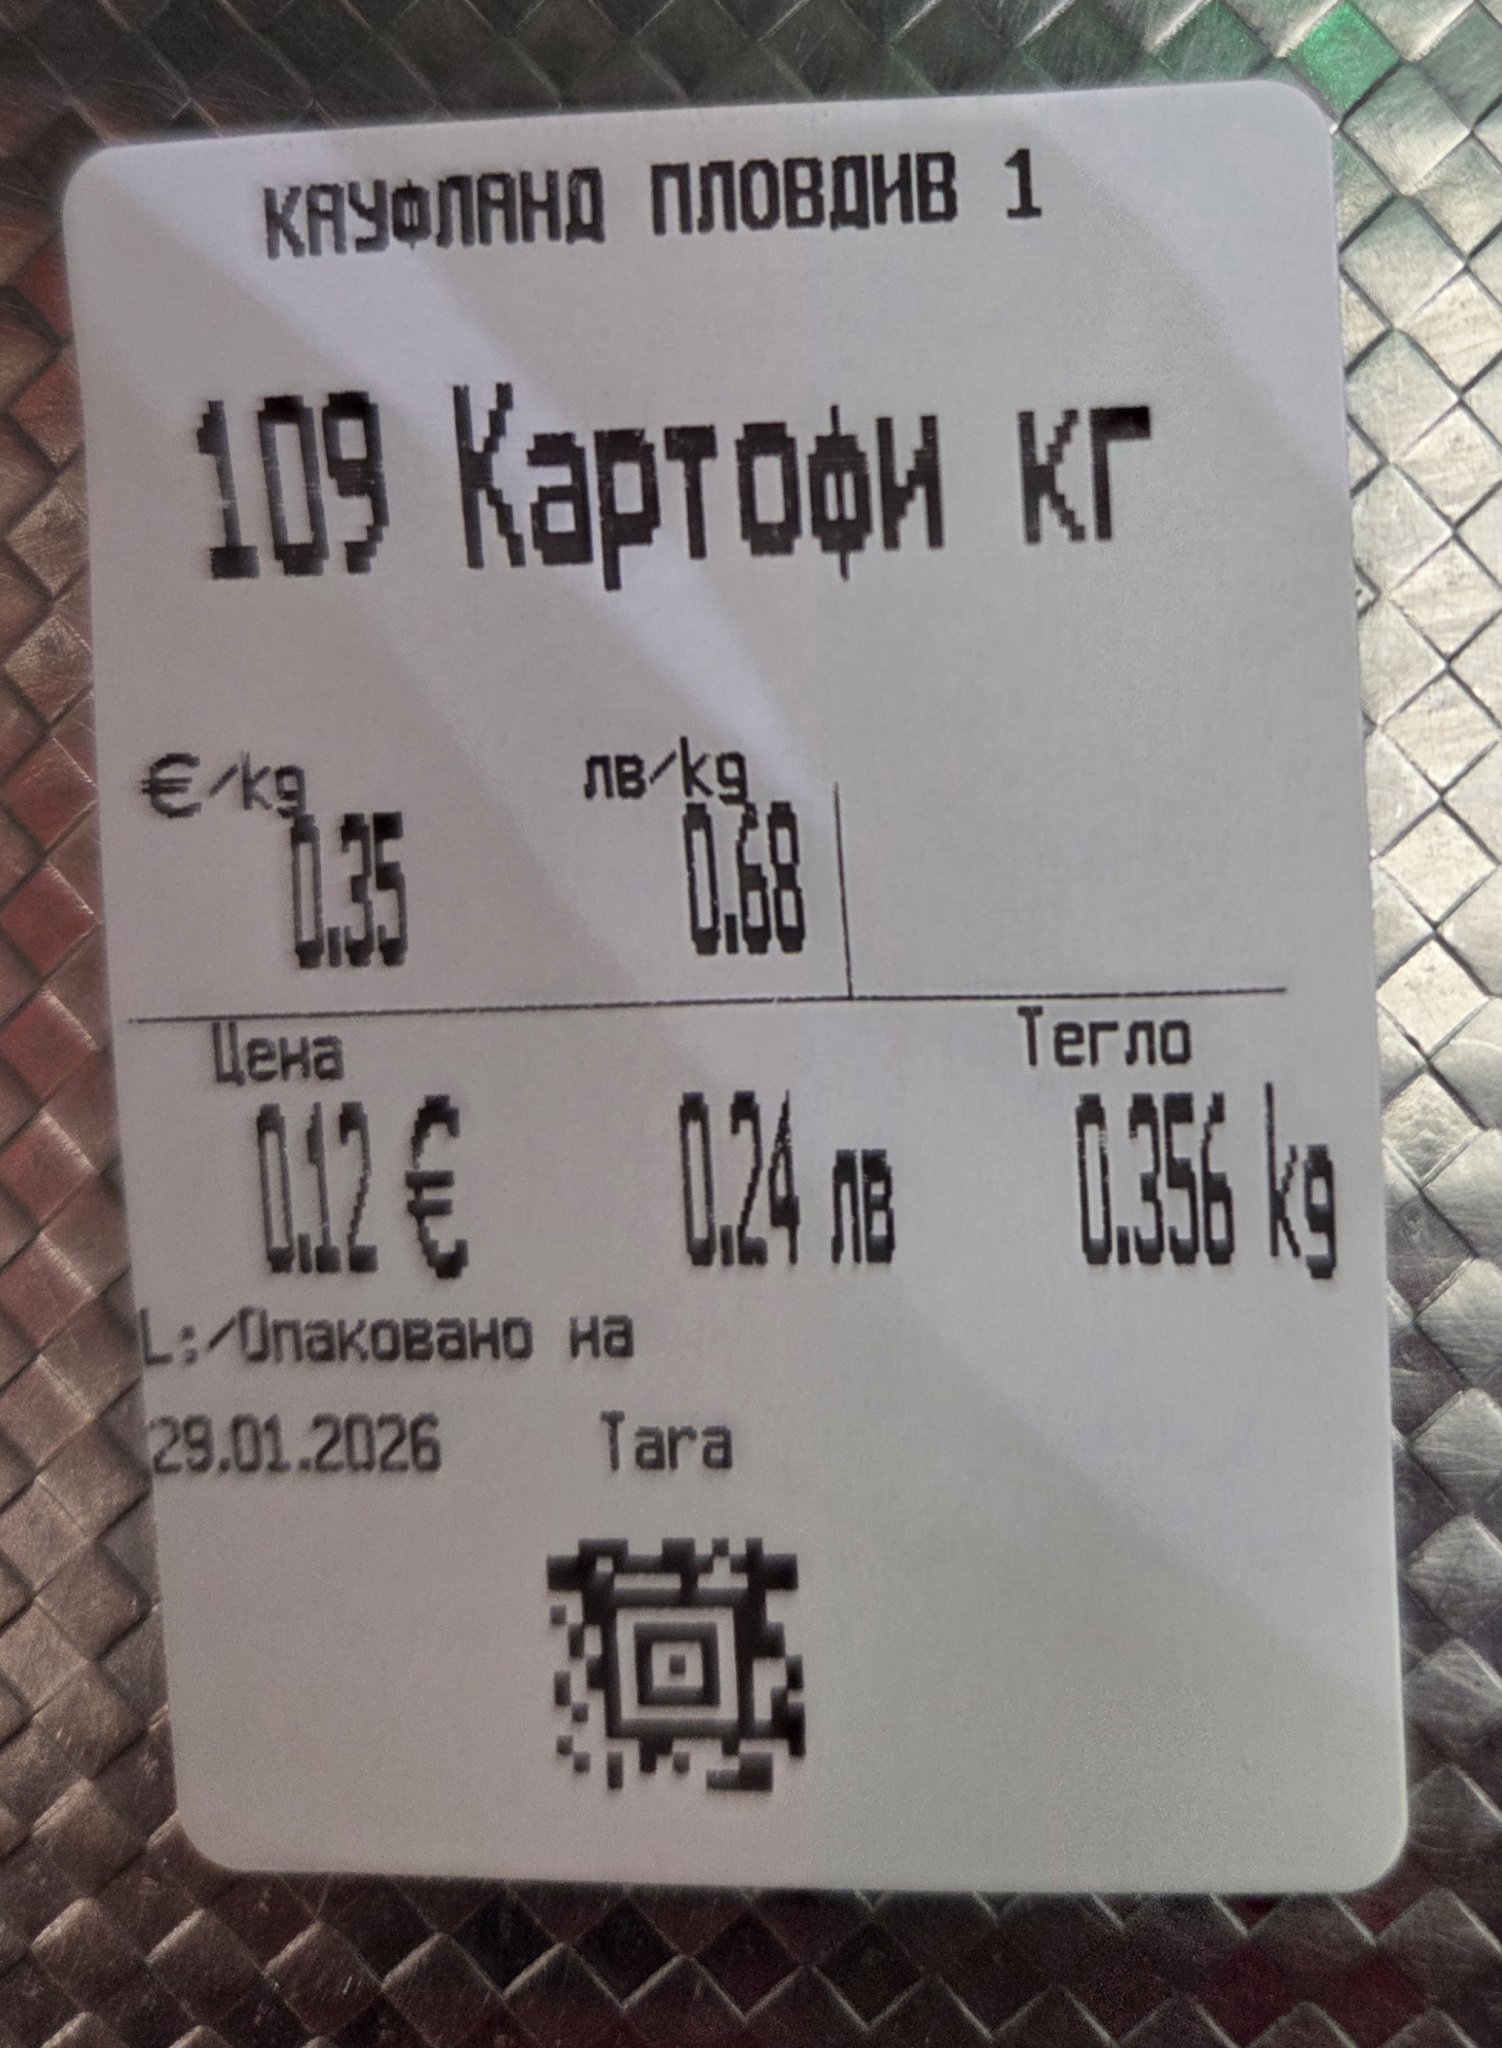 КАУФЛАНД ПЛОВДИВ 1
109 Картофи кг
€/kg лв/kg
0.35 0.68
Цена Тегло
0.12 € 0.24 лв 0.356 kg
L:/Опаковано на
29.01.2026 Тара